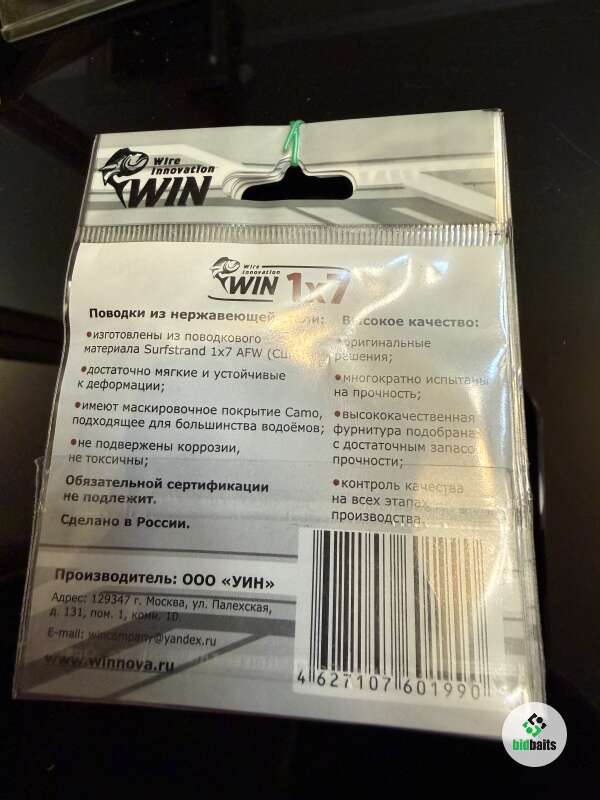 Wire
Innovation
WIN
Wire
Innovation
WIN 1x7
Поводки из нержавеющей
•изготовлены из поводкового
материала Surfstrand 1x7 AFW
•достаточно мягкие и устойчивые
к деформации;
•имеют маскировочное покрытие Camo,
подходящее для большинства водоёмов;
•не подвержены коррозии,
не токсичны;
Обязательной сертификации
не подлежит.
Сделано в России.
Высокое качество:
•оригинальные
решения;
•многократно испытаны
на прочность;
•высококачественная
фурнитура подобрана
с достаточным запасом
прочности;
•контроль качества
на всех этапах
производства.
Производитель: ООО «УИН»
Адрес: 129347 г. Москва, ул. Палехская,
д. 131, пом. 1, комн. 10.
E-mail: wincompany@yandex.ru
www.winnova.ru
4 627107 601990
bidbaits